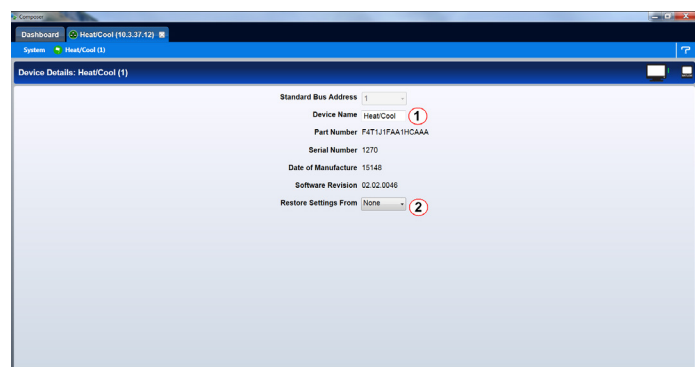 Composer
Dashboard Heat/Cool (10.3.37.12)
System Heat/Cool (1)
Device Details: Heat/Cool (1)
Standard Bus Address 1
Device Name Heat/Cool 1
Part Number F4T1J1FAA1HCAAA
Serial Number 1270
Date of Manufacture 15148
Software Revision 02.02.0046
Restore Settings From None 2